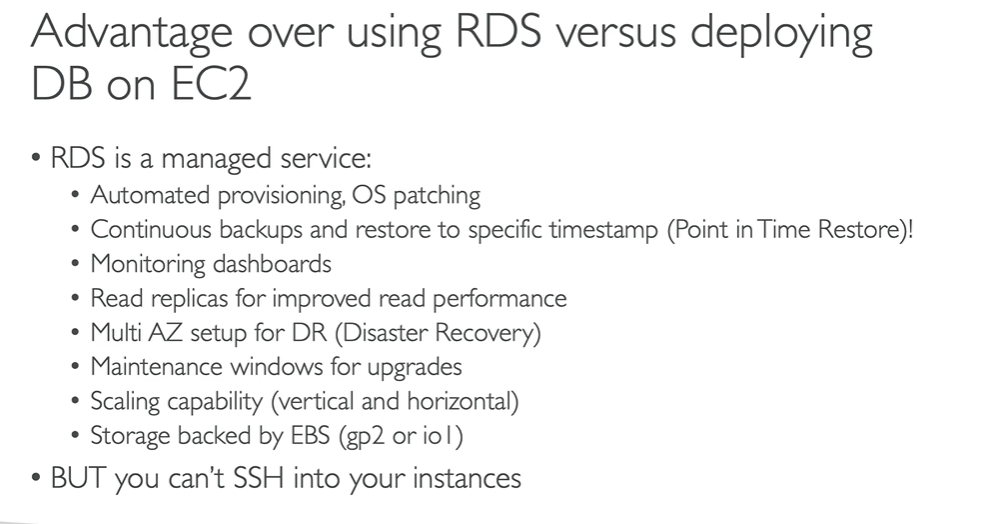 Advantage over using RDS versus deploying
DB on EC2
• RDS is a managed service:
• Automated provisioning, OS patching
• Continuous backups and restore to specific timestamp (Point in Time Restore)!
• Monitoring dashboards
• Read replicas for improved read performance
• Multi AZ setup for DR (Disaster Recovery)
• Maintenance windows for upgrades
• Scaling capability (vertical and horizontal)
• Storage backed by EBS (gp2 or io1)
• BUT you can't SSH into your instances